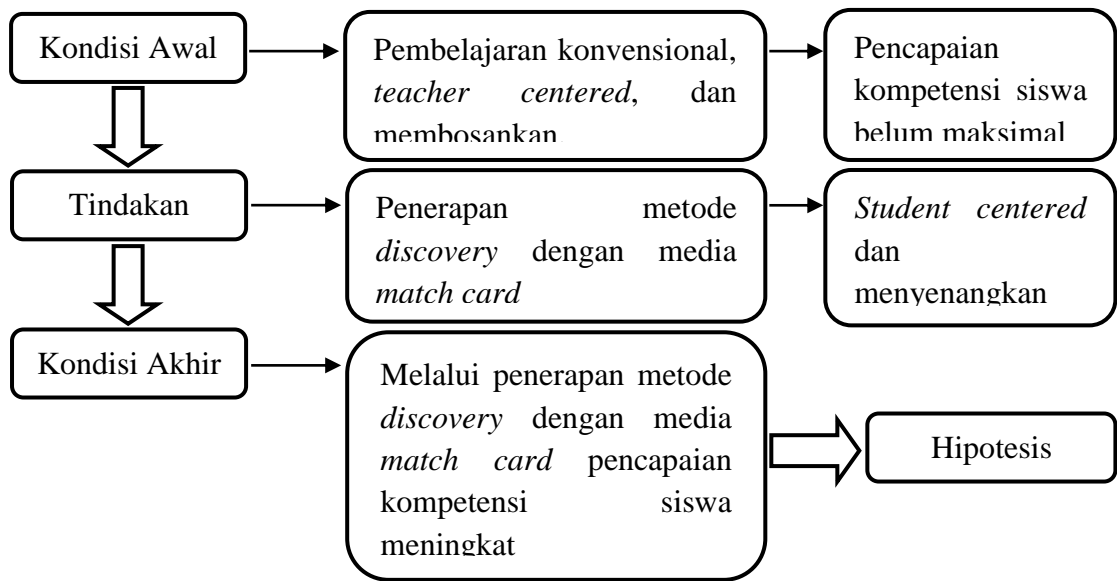 Kondisi Awal
Pembelajaran konvensional,
teacher centered, dan
membosankan.
Pencapaian
kompetensi siswa
belum maksimal
Tindakan
Penerapan metode
discovery dengan media
match card
Student centered
dan
menyenangkan
Kondisi Akhir
Melalui penerapan metode
discovery dengan media
match card pencapaian
kompetensi siswa
meningkat
Hipotesis